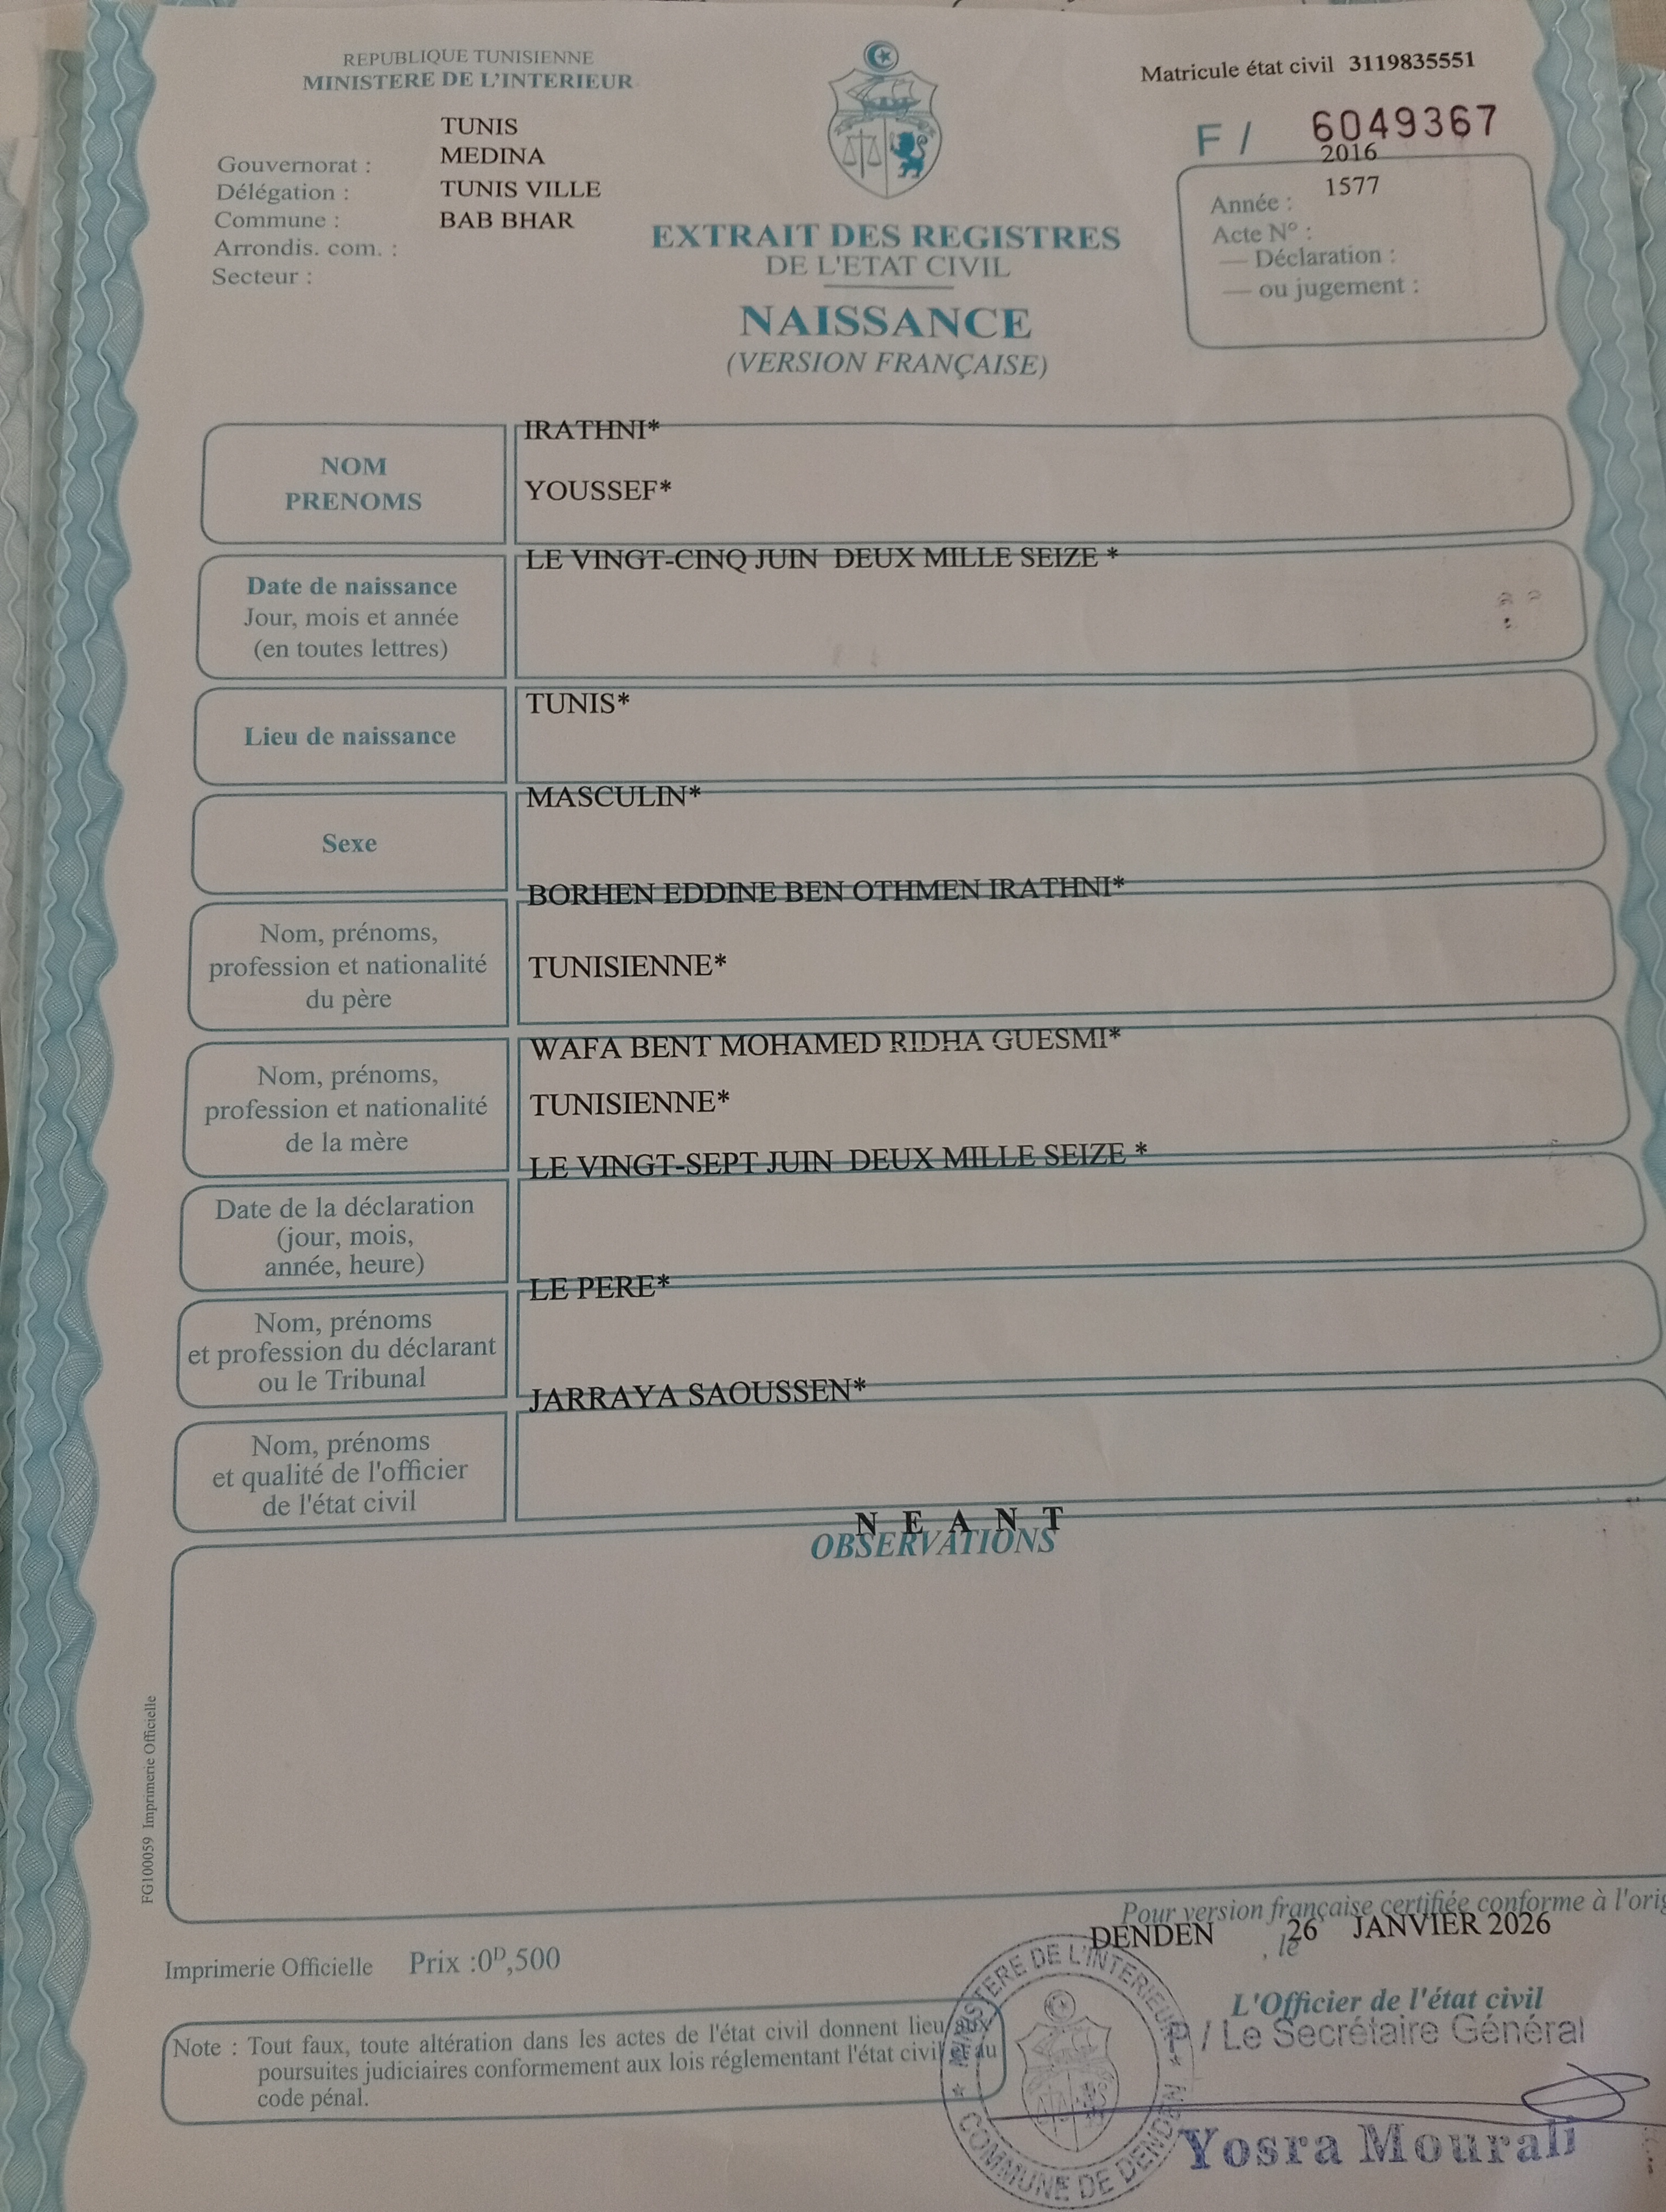 REPUBLIQUE TUNISIENNE
MINISTERE DE L'INTERIEUR
Matricule état civil 3119835551
F / 6049367
TUNIS
Gouvernorat : MEDINA
Délégation : TUNIS VILLE
Commune : BAB BHAR
Arrondis. com. :
Secteur :
2016
1577
Année :
Acte N° :
— Déclaration :
— ou jugement :
EXTRAIT DES REGISTRES
DE L'ETAT CIVIL
NAISSANCE
(VERSION FRANÇAISE)
NOM
PRENOMS
IRATHNI*
YOUSSEF*
Date de naissance
Jour, mois et année
(en toutes lettres)
LE VINGT-CINQ JUIN DEUX MILLE SEIZE *
Lieu de naissance
TUNIS*
Sexe
MASCULIN*
Nom, prénoms,
profession et nationalité
du père
BORHEN EDDINE BEN OTHMEN IRATHNI*
TUNISIENNE*
Nom, prénoms,
profession et nationalité
de la mère
WAFA BENT MOHAMED RIDHA GUESMI*
TUNISIENNE*
Date de la déclaration
(jour, mois,
année, heure)
LE VINGT-SEPT JUIN DEUX MILLE SEIZE *
Nom, prénoms
et profession du déclarant
ou le Tribunal
LE PERE*
Nom, prénoms
et qualité de l'officier
de l'état civil
JARRAYA SAOUSSEN*
N E A N T
OBSERVATIONS
FG100059 Imprimerie Officielle
Pour version française certifiée conforme à l'orig
DENDEN , le 26 JANVIER 2026
Imprimerie Officielle Prix :0ᴰ,500
L'Officier de l'état civil
P / Le Secrétaire Général
Note : Tout faux, toute altération dans les actes de l'état civil donnent lieu aux
poursuites judiciaires conformement aux lois réglementant l'état civil et au
code pénal.
MINISTERE DE L'INTERIEUR
COMMUNE DE DENDEN
Yosra Mourali